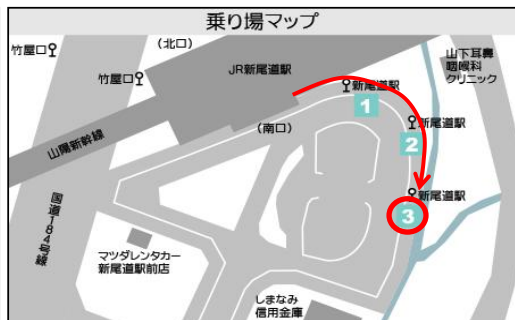 乗り場マップ
竹屋口
(北口)
JR新尾道駅
山下耳鼻
咽喉科
クリニック
竹屋口
新尾道駅
1
山陽新幹線
(南口)
新尾道駅
2
新尾道駅
3
国道184号線
マツダレンタカー
新尾道駅前店
しまなみ
信用金庫